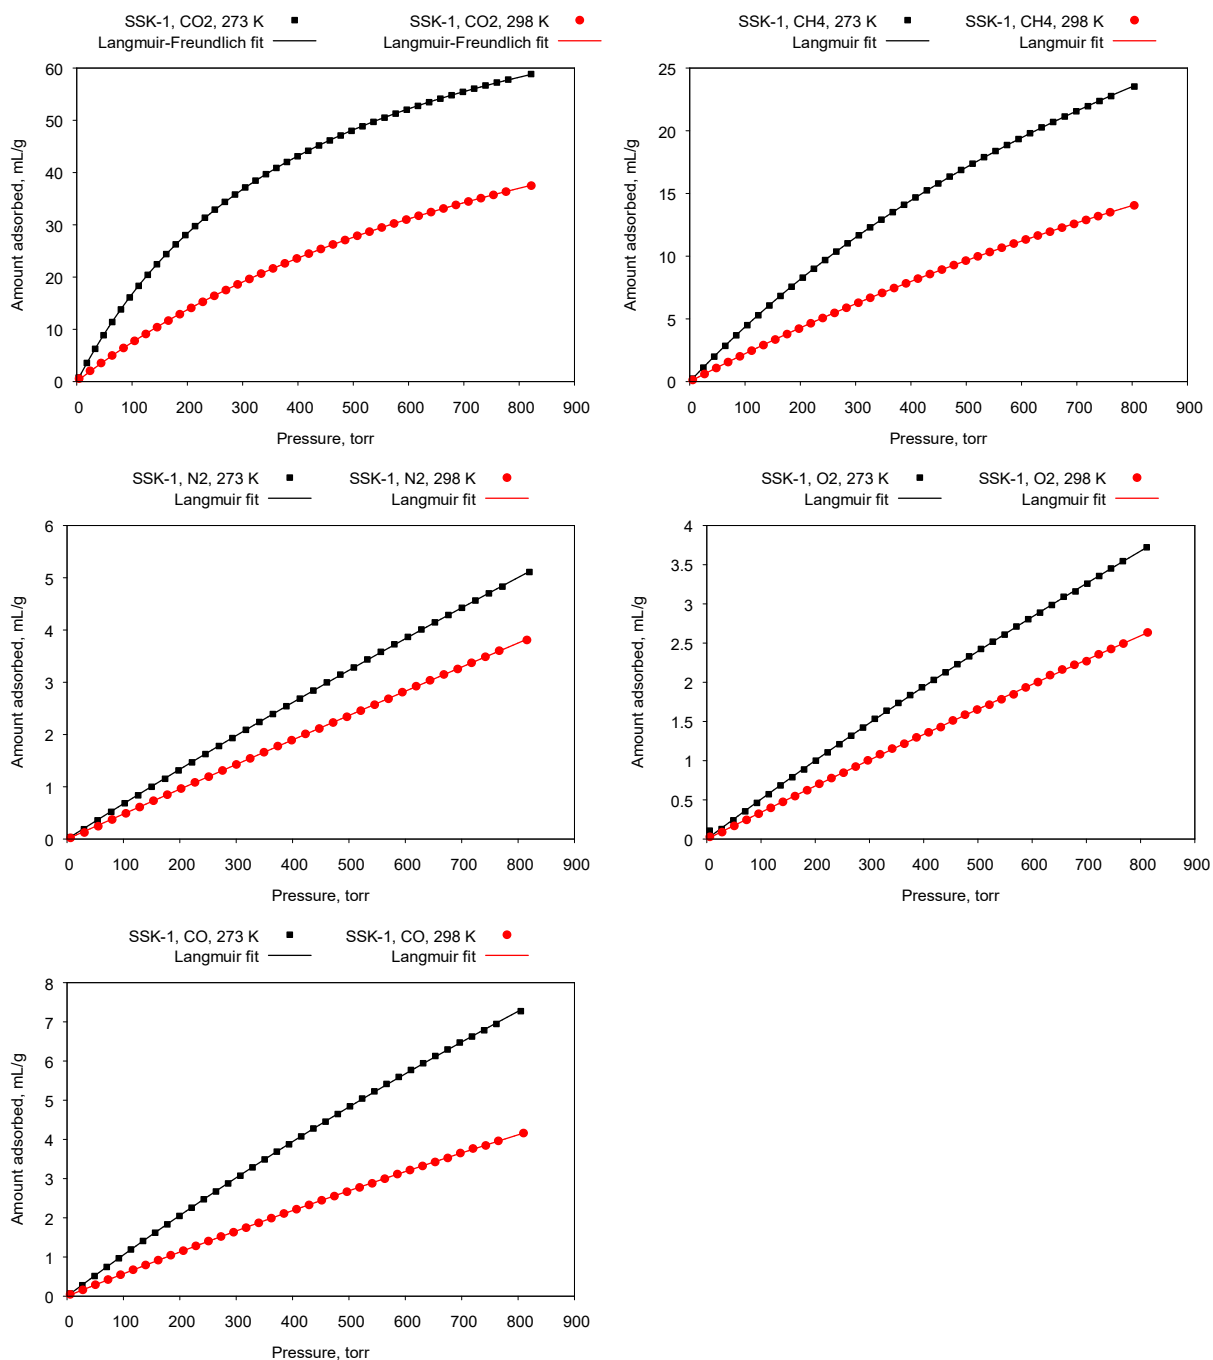 SSK-1, CO2, 273 K
Langmuir-Freundlich fit
SSK-1, CO2, 298 K
Langmuir-Freundlich fit
60
50
40
30
20
10
0
Amount adsorbed, mL/g
0 100 200 300 400 500 600 700 800 900
Pressure, torr
SSK-1, CH4, 273 K
Langmuir fit
SSK-1, CH4, 298 K
Langmuir fit
25
20
15
10
5
0
Amount adsorbed, mL/g
0 100 200 300 400 500 600 700 800 900
Pressure, torr
SSK-1, N2, 273 K
Langmuir fit
SSK-1, N2, 298 K
Langmuir fit
6
5
4
3
2
1
0
Amount adsorbed, mL/g
0 100 200 300 400 500 600 700 800 900
Pressure, torr
SSK-1, O2, 273 K
Langmuir fit
SSK-1, O2, 298 K
Langmuir fit
4
3.5
3
2.5
2
1.5
1
0.5
0
Amount adsorbed, mL/g
0 100 200 300 400 500 600 700 800 900
Pressure, torr
SSK-1, CO, 273 K
Langmuir fit
SSK-1, CO, 298 K
Langmuir fit
8
7
6
5
4
3
2
1
0
Amount adsorbed, mL/g
0 100 200 300 400 500 600 700 800 900
Pressure, torr